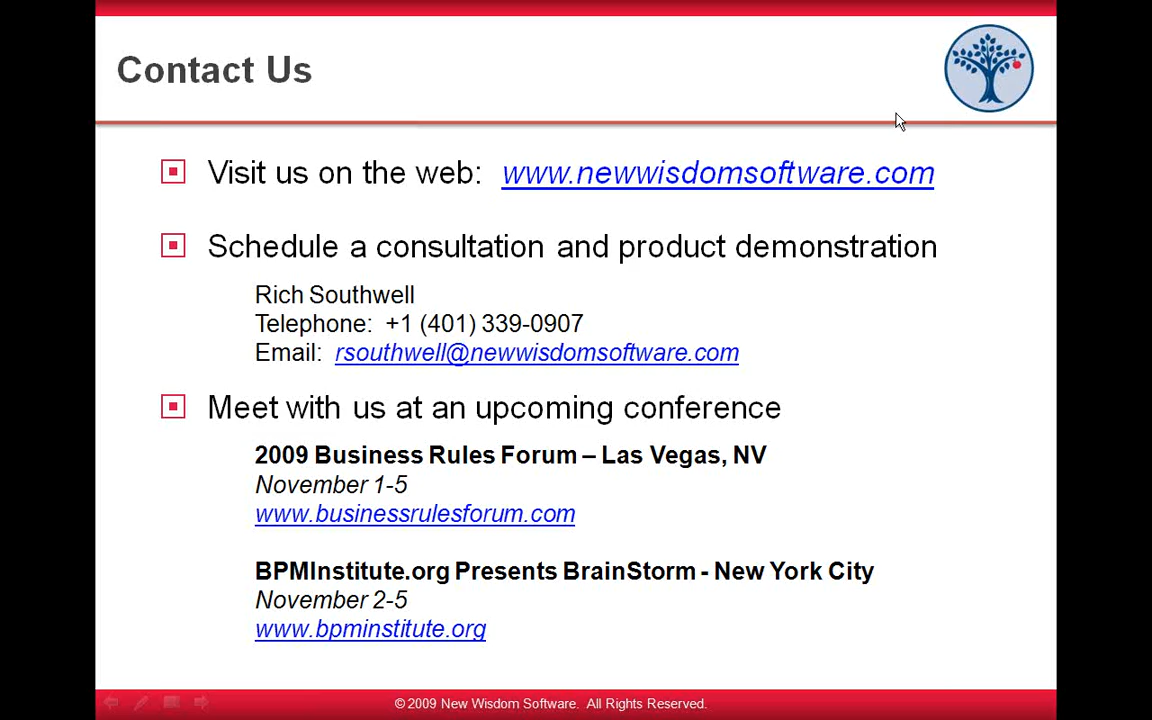 Contact Us
Visit us on the web: www.newwisdomsoftware.com
Schedule a consultation and product demonstration
Rich Southwell
Telephone: +1 (401) 339-0907
Email: rsouthwell@newwisdomsoftware.com
Meet with us at an upcoming conference
2009 Business Rules Forum – Las Vegas, NV
November 1-5
www.businessrulesforum.com
BPMInstitute.org Presents BrainStorm - New York City
November 2-5
www.bpminstitute.org
© 2009 New Wisdom Software. All Rights Reserved.